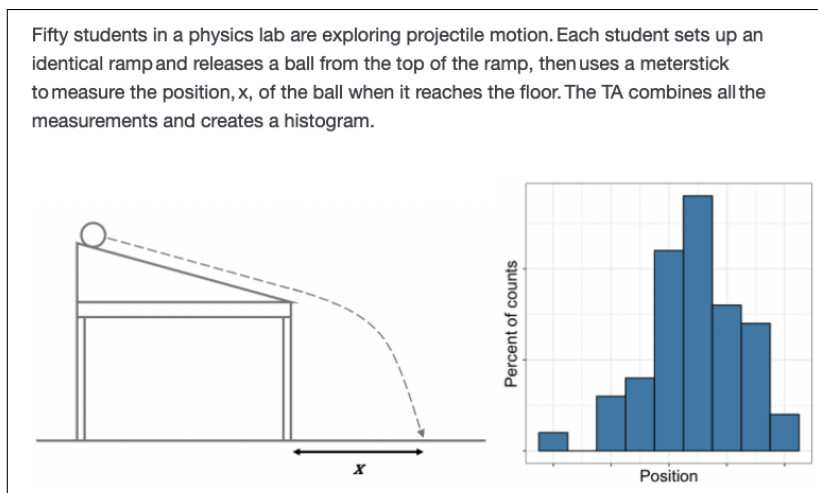 Fifty students in a physics lab are exploring projectile motion. Each student sets up an
identical ramp and releases a ball from the top of the ramp, then uses a meterstick
to measure the position, x, of the ball when it reaches the floor. The TA combines all the
measurements and creates a histogram.
Percent of counts
x
Position